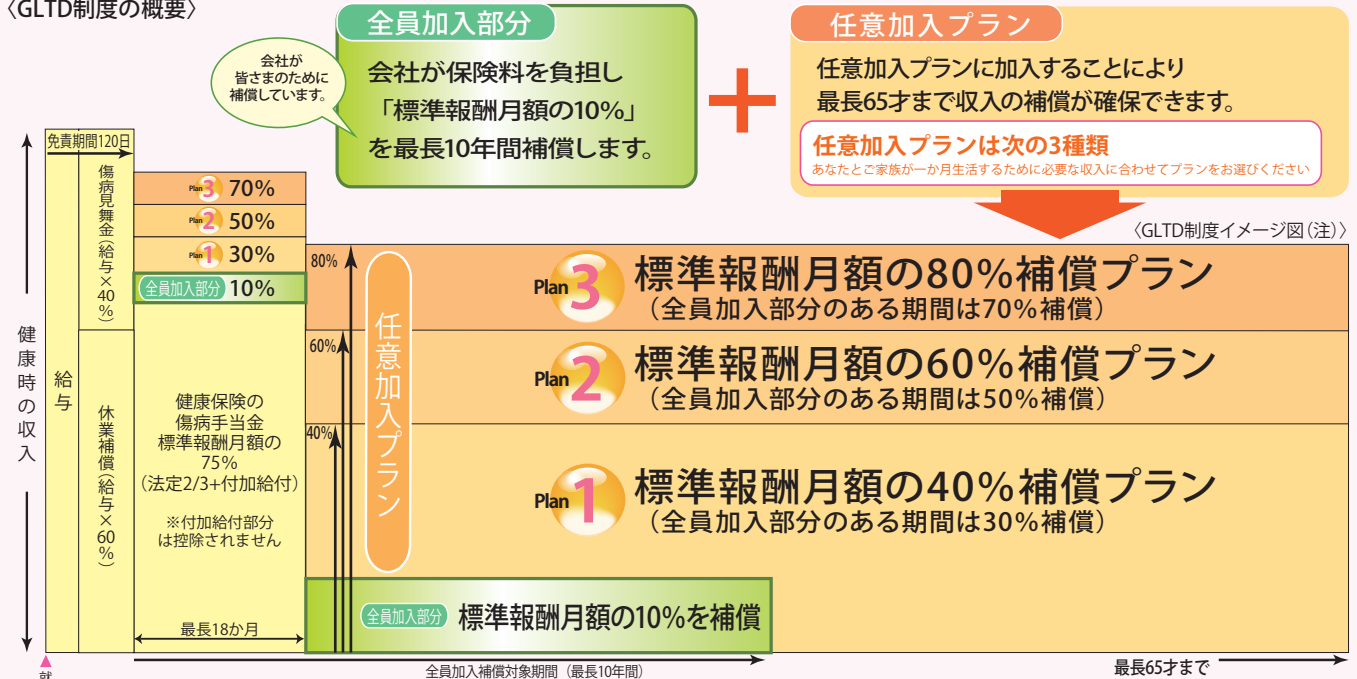 〈GLTD制度の概要〉
全員加入部分
会社が
皆さまのために
補償しています。
会社が保険料を負担し
「標準報酬月額の10%」
を最長10年間補償します。
任意加入プラン
任意加入プランに加入することにより
最長65才まで収入の補償が確保できます。
任意加入プランは次の3種類
あなたとご家族が一か月生活するために必要な収入に合わせてプランをお選びください
〈GLTD制度イメージ図(注)〉
健康時の収入
給与
免責期間120日
傷病見舞金(給与×40%)
休業補償(給与×60%)
Plan3 70%
Plan2 50%
Plan1 30%
全員加入部分 10%
健康保険の
傷病手当金
標準報酬月額の
75%
(法定2/3+付加給付)
※付加給付部分
は控除されません
最長18か月
80%
60%
40%
任意加入プラン
Plan3 標準報酬月額の80%補償プラン
(全員加入部分のある期間は70%補償)
Plan2 標準報酬月額の60%補償プラン
(全員加入部分のある期間は50%補償)
Plan1 標準報酬月額の40%補償プラン
(全員加入部分のある期間は30%補償)
全員加入部分 標準報酬月額の10%を補償
全員加入補償対象期間(最長10年間)
最長65才まで